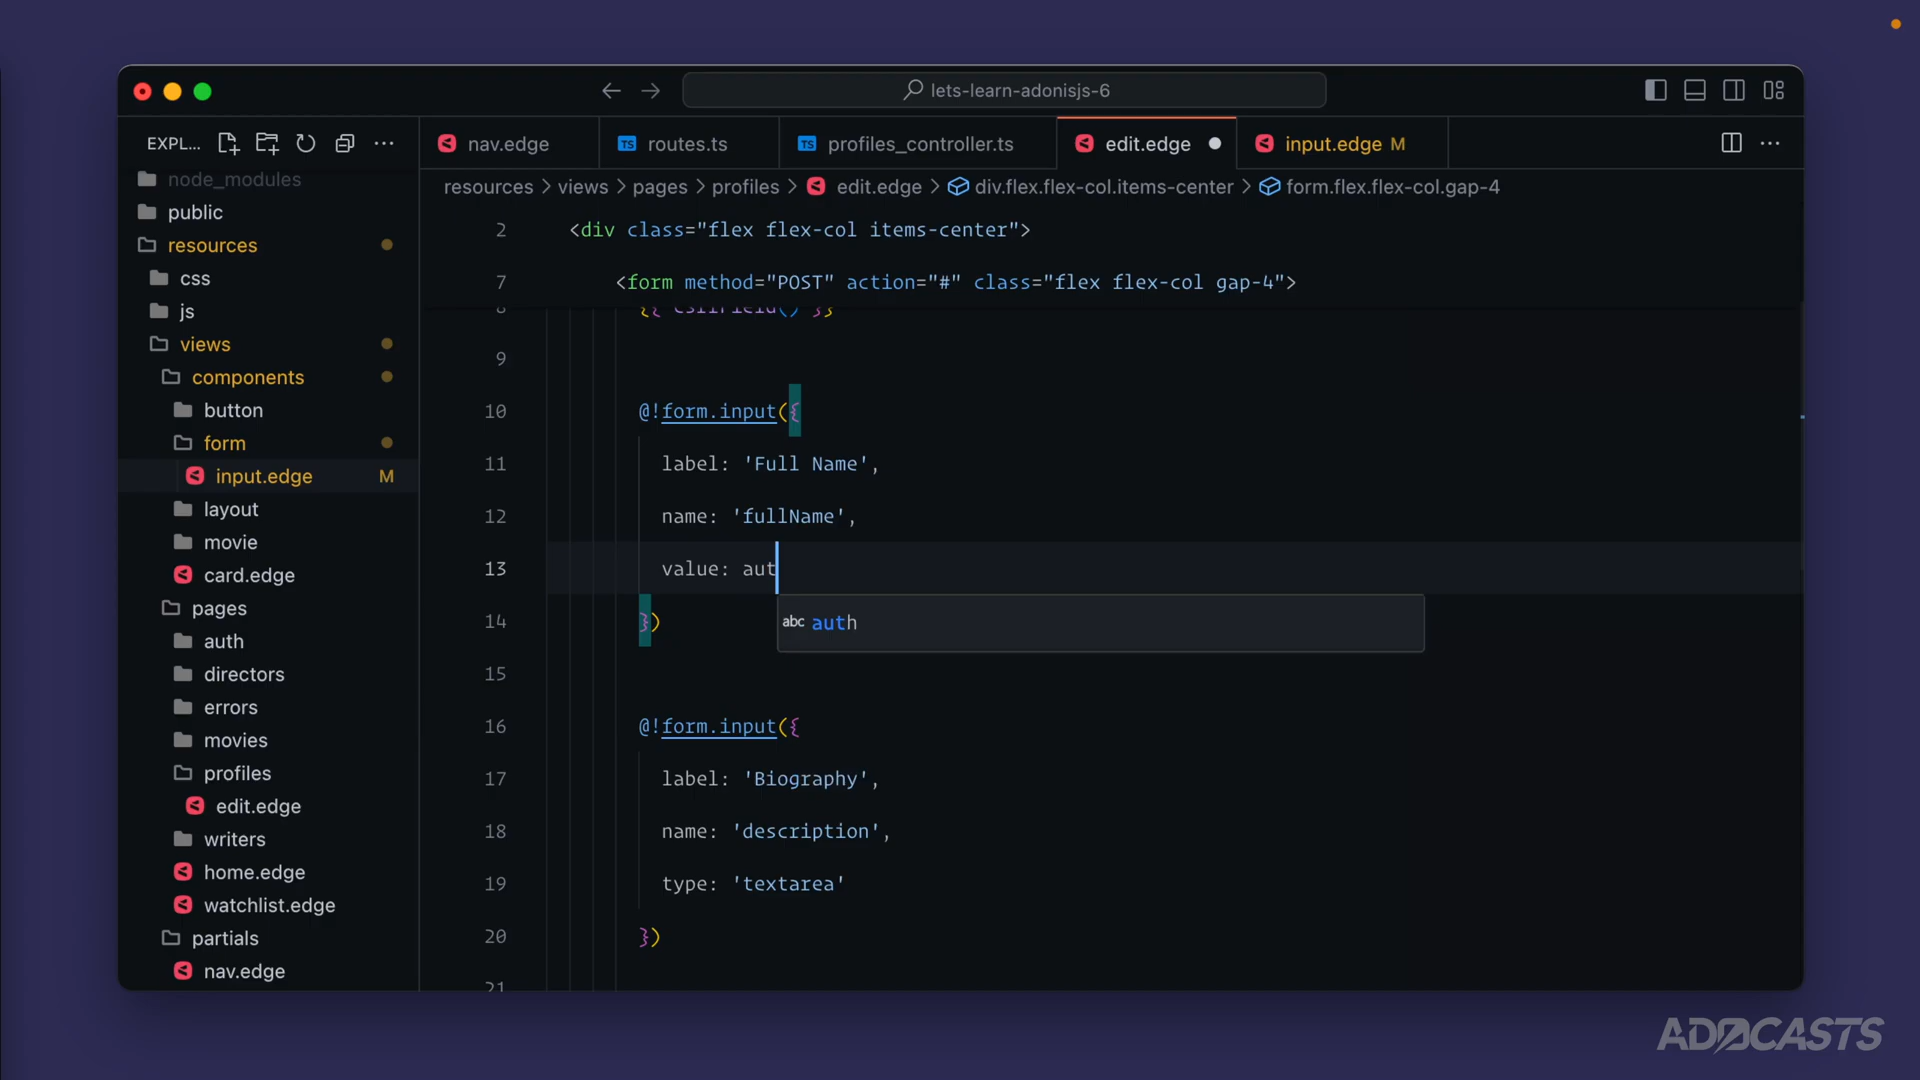 lets-learn-adonisjs-6
EXPL...
nav.edge
routes.ts
profiles_controller.ts
edit.edge
input.edge M
resources > views > pages > profiles > edit.edge > div.flex.flex-col.items-center > form.flex.flex-col.gap-4
node_modules
public
resources
css
js
views
components
button
form
input.edge M
layout
movie
card.edge
pages
auth
directors
errors
movies
profiles
edit.edge
writers
home.edge
watchlist.edge
partials
nav.edge
2 <div class="flex flex-col items-center">
7 <form method="POST" action="#" class="flex flex-col gap-4">
8 {{ csrfField() }}
9
10 @!form.input({
11 label: 'Full Name',
12 name: 'fullName',
13 value: aut
abc auth
14 })
15
16 @!form.input({
17 label: 'Biography',
18 name: 'description',
19 type: 'textarea'
20 })
21
ADOCASTS